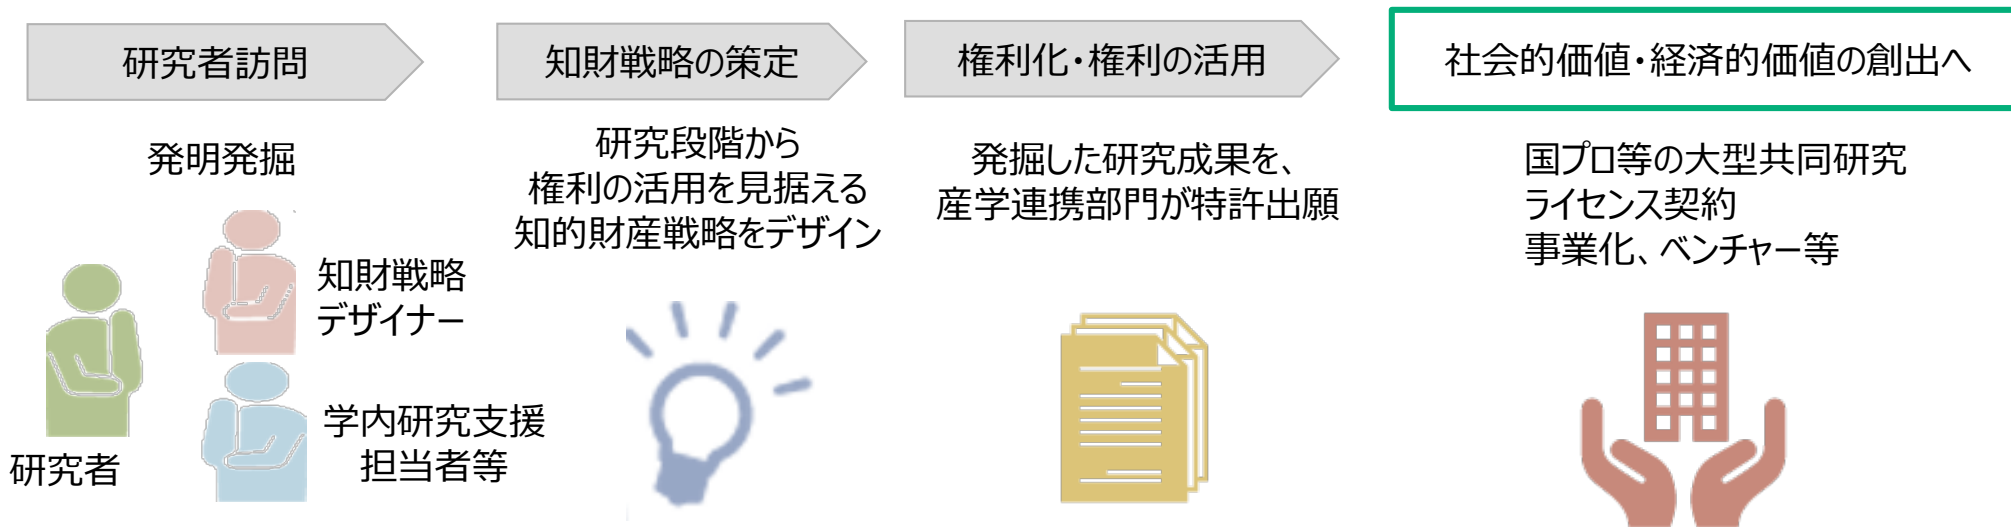 研究者訪問
知財戦略の策定
権利化・権利の活用
社会的価値・経済的価値の創出へ
発明発掘
研究者
知財戦略
デザイナー
学内研究支援
担当者等
研究段階から
権利の活用を見据える
知的財産戦略をデザイン
発掘した研究成果を、
産学連携部門が特許出願
国プロ等の大型共同研究
ライセンス契約
事業化、ベンチャー等